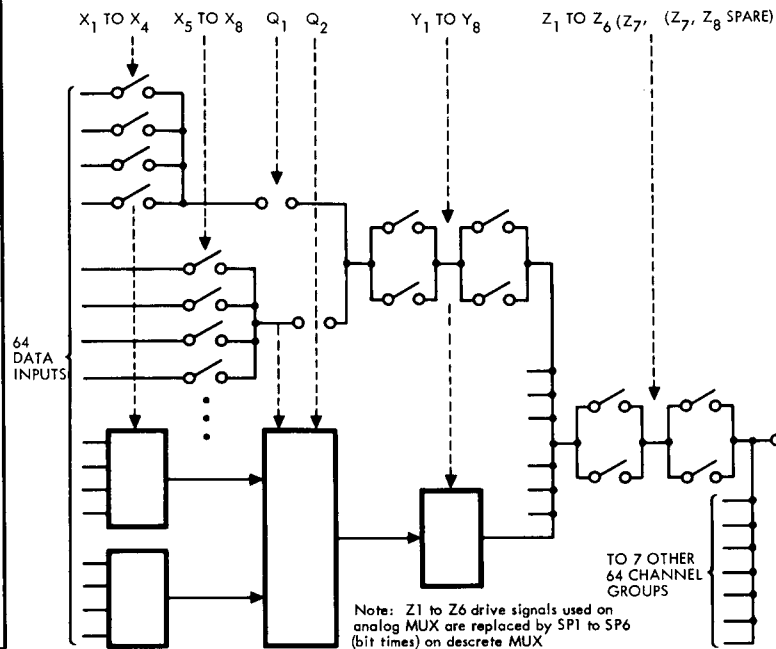 X1 TO X4 X5 TO X8 Q1 Q2 Y1 TO Y8 Z1 TO Z6 (Z7, (Z7, Z8 SPARE)
64
DATA
INPUTS
TO 7 OTHER
64 CHANNEL
GROUPS
Note: Z1 to Z6 drive signals used on
analog MUX are replaced by SP1 to SP6
(bit times) on descrete MUX